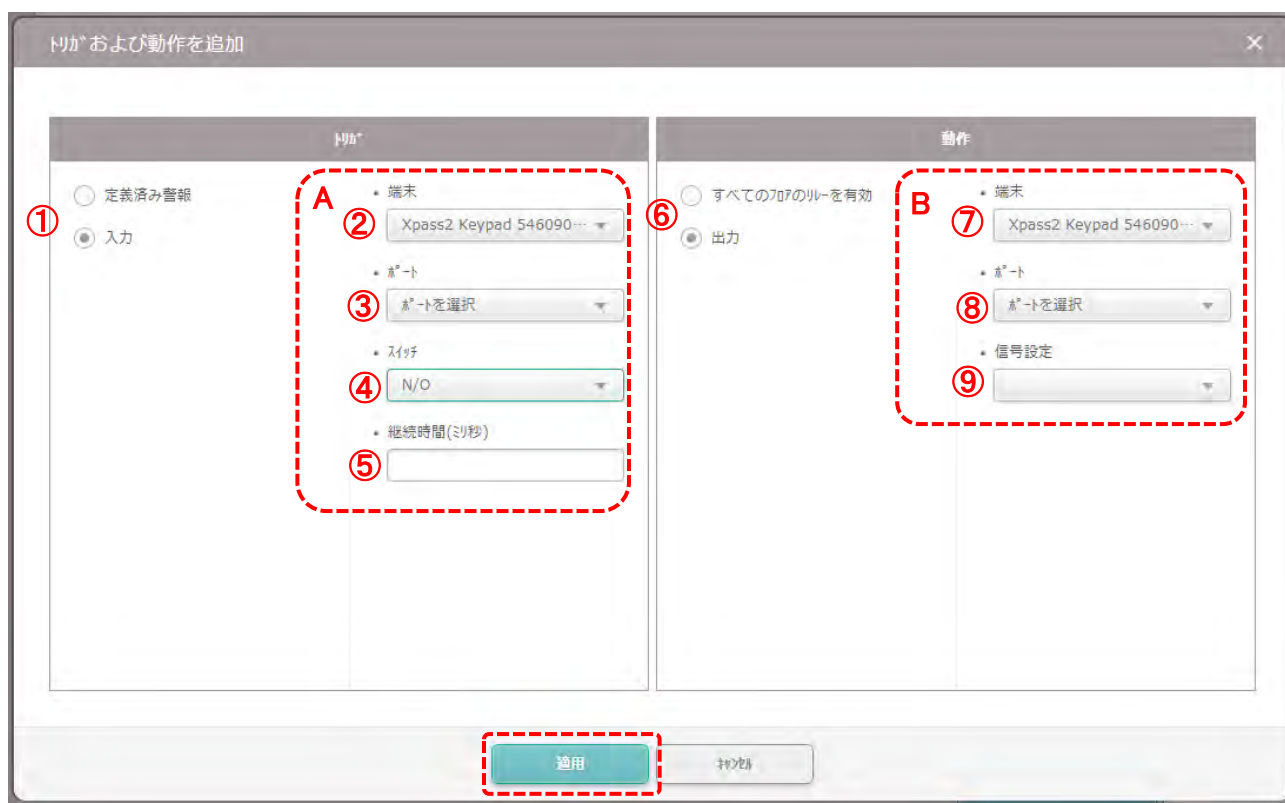 ﾄﾘｶﾞおよび動作を追加
×
ﾄﾘｶﾞ
① 定義済み警報
入力
A
・ 端末
② Xpass2 Keypad 546090…
・ ﾎﾟｰﾄ
③ ﾎﾟｰﾄを選択
・ ｽｲｯﾁ
④ N/O
・ 継続時間(ﾐﾘ秒)
⑤
動作
⑥ すべてのﾌﾛｱのﾘﾚｰを有効
出力
B
・ 端末
⑦ Xpass2 Keypad 546090…
・ ﾎﾟｰﾄ
⑧ ﾎﾟｰﾄを選択
・ 信号設定
⑨
適用
ｷｬﾝｾﾙ